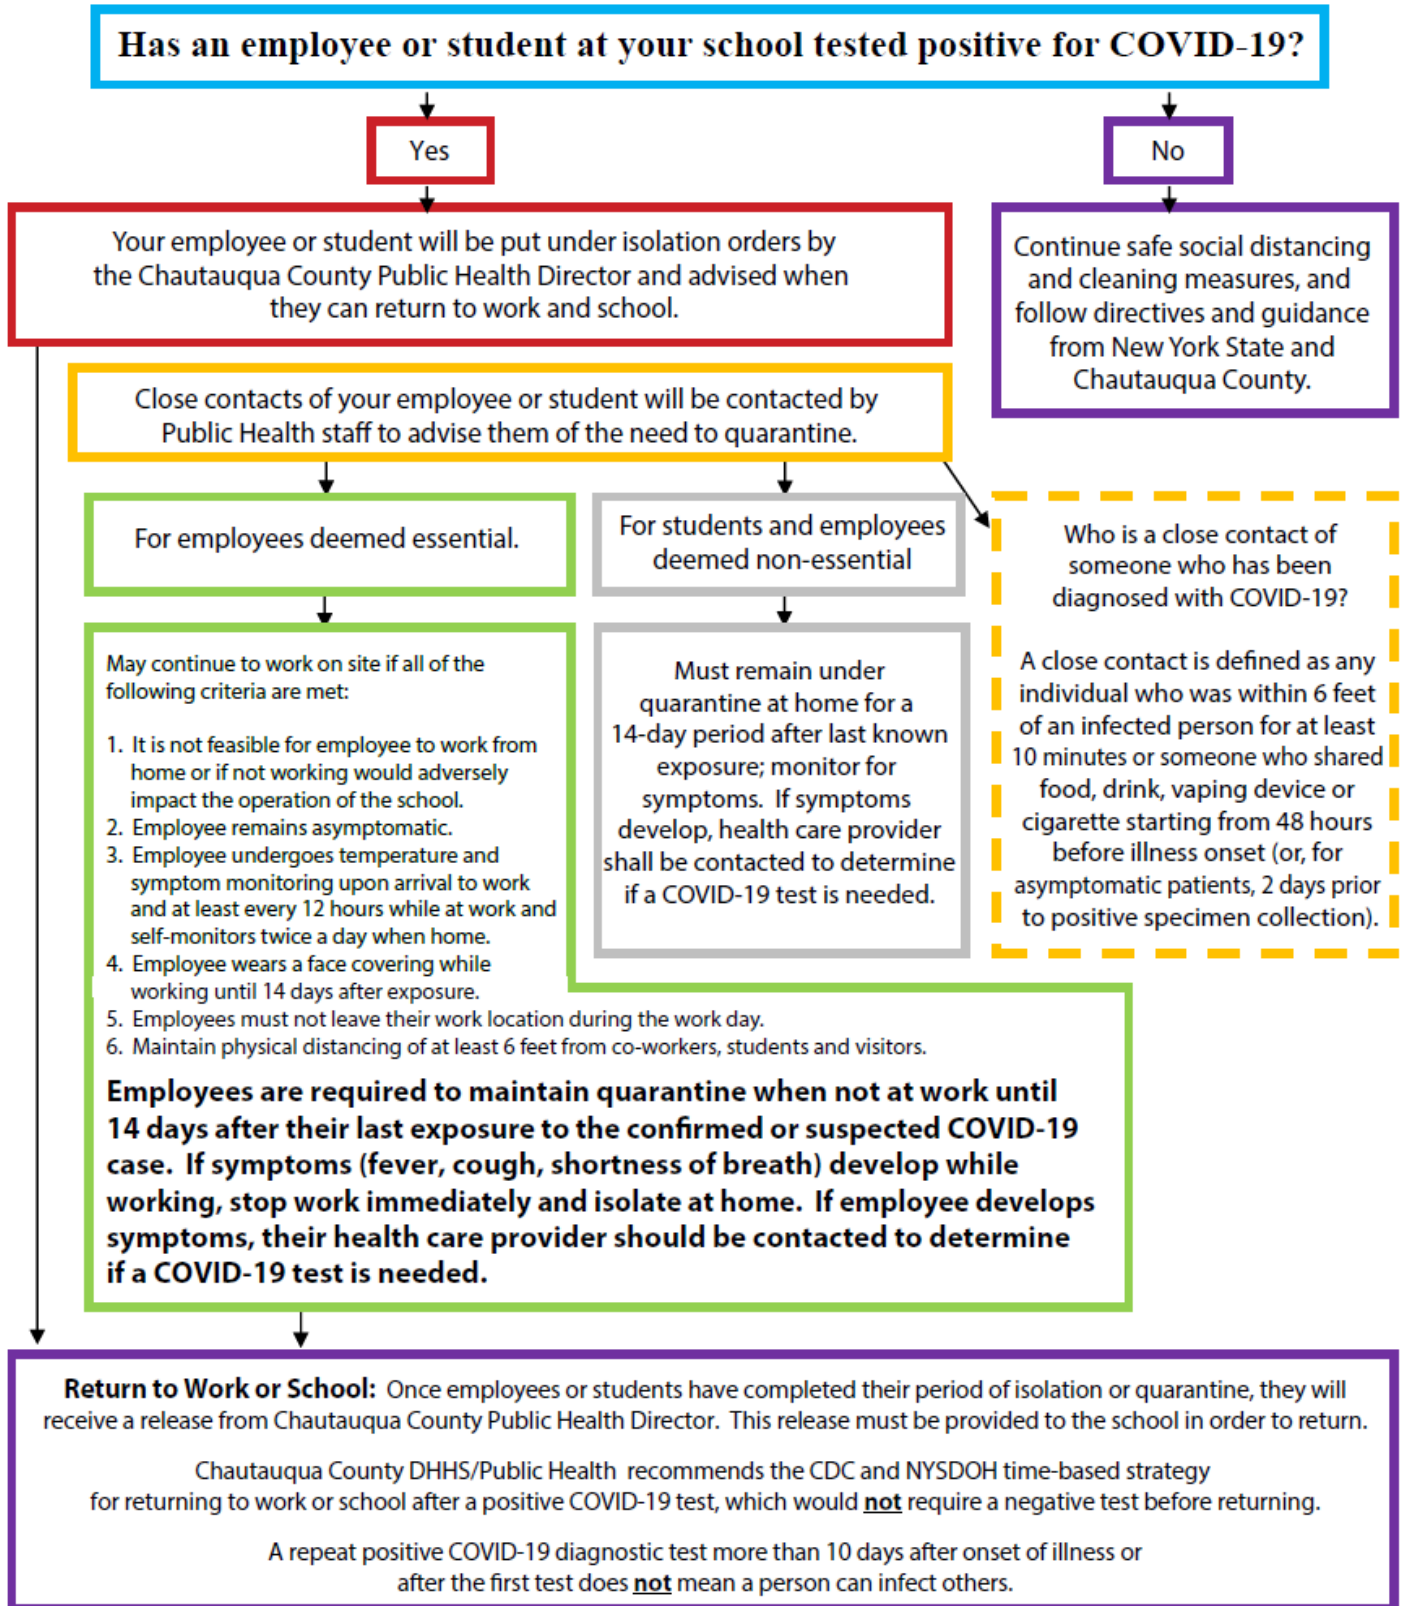 Has an employee or student at your school tested positive for COVID-19?
Yes
No
Your employee or student will be put under isolation orders by
the Chautauqua County Public Health Director and advised when
they can return to work and school.
Continue safe social distancing
and cleaning measures, and
follow directives and guidance
from New York State and
Chautauqua County.
Close contacts of your employee or student will be contacted by
Public Health staff to advise them of the need to quarantine.
For employees deemed essential.
For students and employees
deemed non-essential
Who is a close contact of
someone who has been
diagnosed with COVID-19?
A close contact is defined as any
individual who was within 6 feet
of an infected person for at least
10 minutes or someone who shared
food, drink, vaping device or
cigarette starting from 48 hours
before illness onset (or, for
asymptomatic patients, 2 days prior
to positive specimen collection).
May continue to work on site if all of the
following criteria are met:
1. It is not feasible for employee to work from
home or if not working would adversely
impact the operation of the school.
2. Employee remains asymptomatic.
3. Employee undergoes temperature and
symptom monitoring upon arrival to work
and at least every 12 hours while at work and
self-monitors twice a day when home.
4. Employee wears a face covering while
working until 14 days after exposure.
5. Employees must not leave their work location during the work day.
6. Maintain physical distancing of at least 6 feet from co-workers, students and visitors.
Employees are required to maintain quarantine when not at work until
14 days after their last exposure to the confirmed or suspected COVID-19
case. If symptoms (fever, cough, shortness of breath) develop while
working, stop work immediately and isolate at home. If employee develops
symptoms, their health care provider should be contacted to determine
if a COVID-19 test is needed.
Must remain under
quarantine at home for a
14-day period after last known
exposure; monitor for
symptoms. If symptoms
develop, health care provider
shall be contacted to determine
if a COVID-19 test is needed.
Return to Work or School: Once employees or students have completed their period of isolation or quarantine, they will
receive a release from Chautauqua County Public Health Director. This release must be provided to the school in order to return.
Chautauqua County DHHS/Public Health recommends the CDC and NYSDOH time-based strategy
for returning to work or school after a positive COVID-19 test, which would not require a negative test before returning.
A repeat positive COVID-19 diagnostic test more than 10 days after onset of illness or
after the first test does not mean a person can infect others.